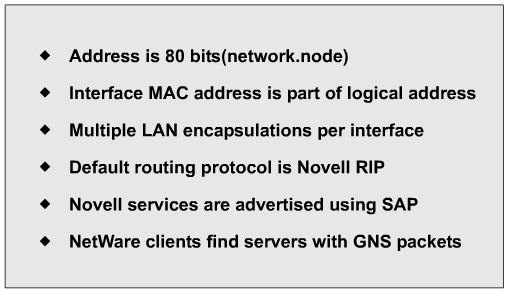 ◆ Address is 80 bits(network.node)
◆ Interface MAC address is part of logical address
◆ Multiple LAN encapsulations per interface
◆ Default routing protocol is Novell RIP
◆ Novell services are advertised using SAP
◆ NetWare clients find servers with GNS packets